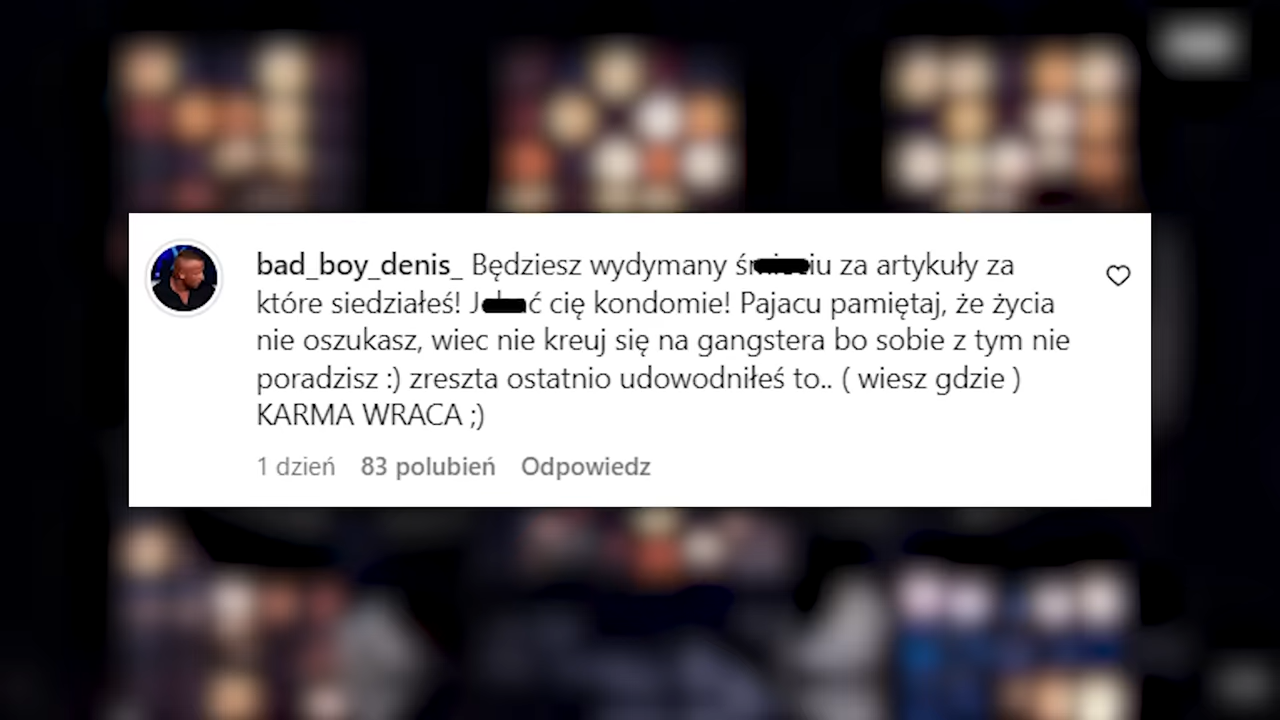 bad_boy_denis_ Będziesz wydymany za artykuły za
które siedziałeś! cię kondomie! Pajacu pamiętaj, że życia
nie oszukasz, wiec nie kreuj się na gangstera bo sobie z tym nie
poradzisz :) zreszta ostatnio udowodniłeś to.. ( wiesz gdzie )
KARMA WRACA ;)
1 dzień 83 polubień Odpowiedz